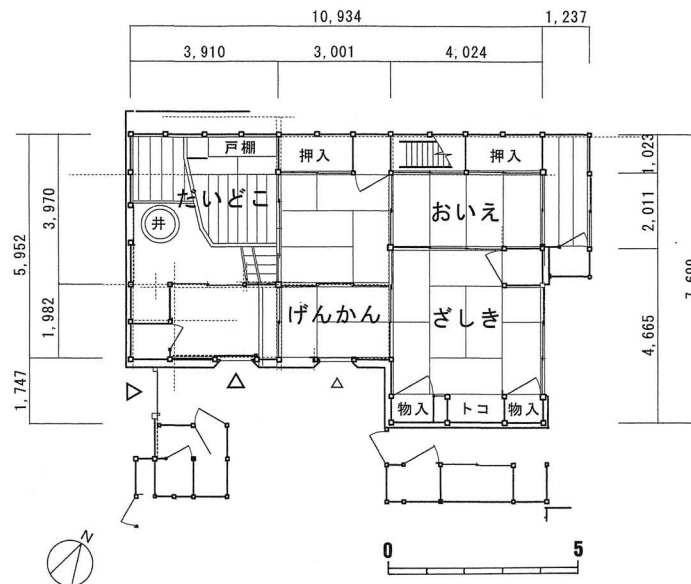 10,934
1,237
3,910
3,001
4,024
戸棚
押入
押入
だいどこ
おいえ
井
げんかん
ざしき
物入
トコ
物入
5,952
3,970
1,982
1,747
1,023
2,011
4,665
N
0
5